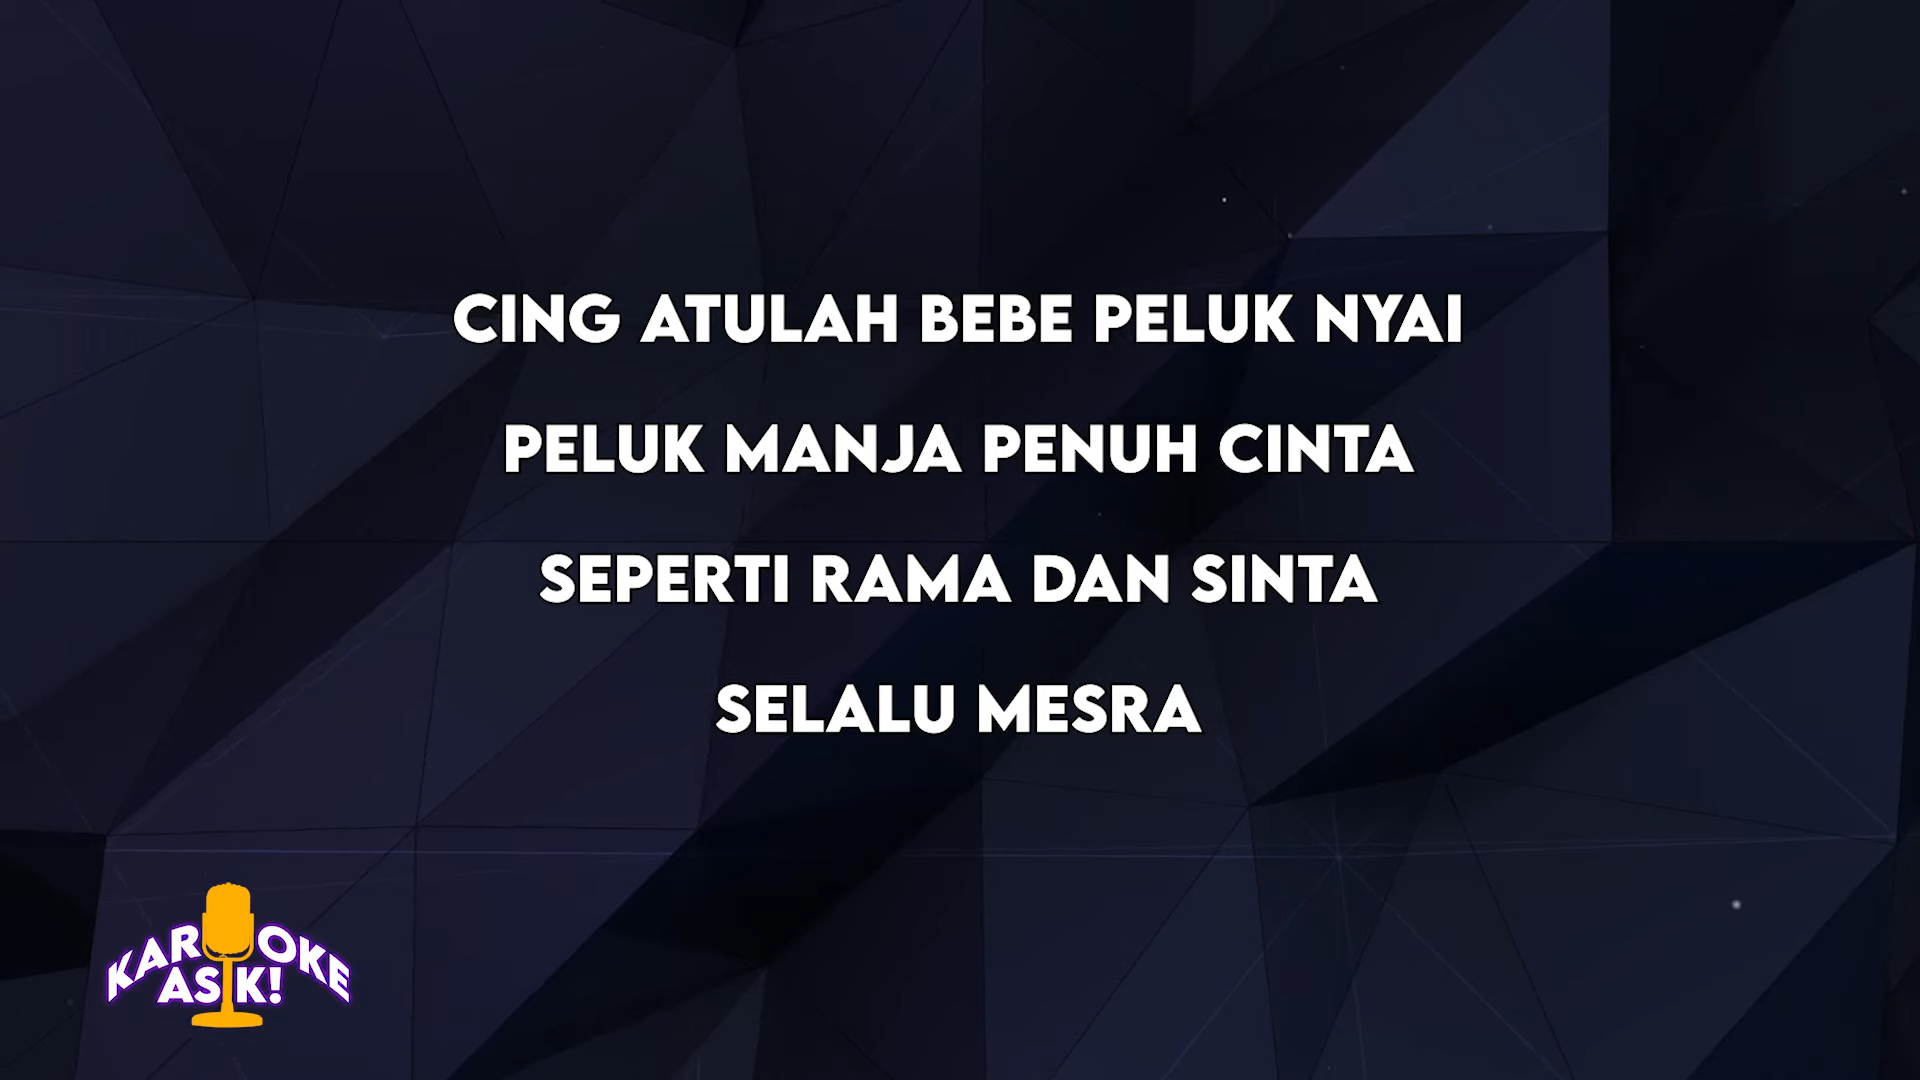 CING ATULAH BEBE PELUK NYAI
PELUK MANJA PENUH CINTA
SEPERTI RAMA DAN SINTA
SELALU MESRA
KARAOKE
ASIK!